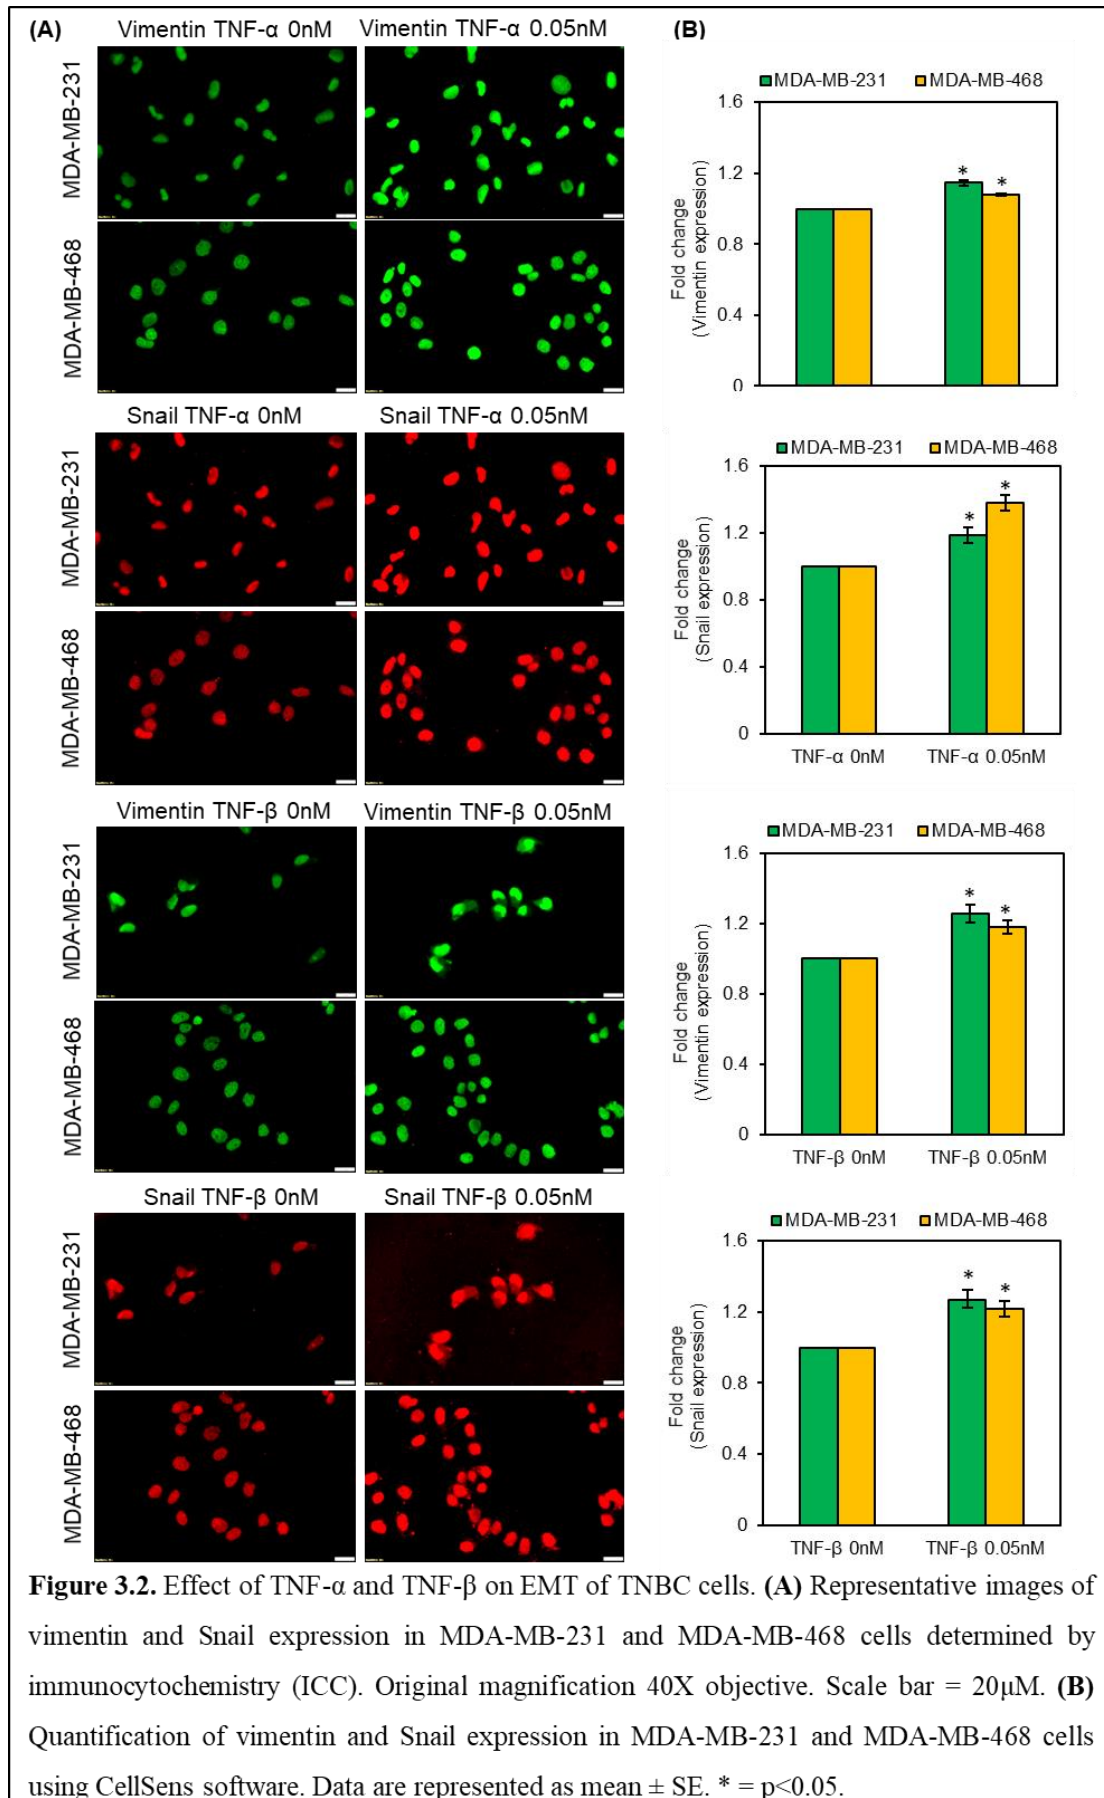 (A)
Vimentin TNF-α 0nM
Vimentin TNF-α 0.05nM
MDA-MB-231
MDA-MB-468
Snail TNF-α 0nM
Snail TNF-α 0.05nM
MDA-MB-231
MDA-MB-468
Vimentin TNF-β 0nM
Vimentin TNF-β 0.05nM
MDA-MB-231
MDA-MB-468
Snail TNF-β 0nM
Snail TNF-β 0.05nM
MDA-MB-231
MDA-MB-468
(B)
MDA-MB-231 MDA-MB-468
Fold change
(Vimentin expression)
1.6
1.2
0.8
0.4
0
* *
MDA-MB-231 MDA-MB-468
Fold change
(Snail expression)
1.6
1.2
0.8
0.4
0
* *
TNF-α 0nM TNF-α 0.05nM
MDA-MB-231 MDA-MB-468
Fold change
(Vimentin expression)
1.6
1.2
0.8
0.4
0
* *
TNF-β 0nM TNF-β 0.05nM
MDA-MB-231 MDA-MB-468
Fold change
(Snail expression)
1.6
1.2
0.8
0.4
0
* *
TNF-β 0nM TNF-β 0.05nM
Figure 3.2. Effect of TNF-α and TNF-β on EMT of TNBC cells. (A) Representative images of
vimentin and Snail expression in MDA-MB-231 and MDA-MB-468 cells determined by
immunocytochemistry (ICC). Original magnification 40X objective. Scale bar = 20μM. (B)
Quantification of vimentin and Snail expression in MDA-MB-231 and MDA-MB-468 cells
using CellSens software. Data are represented as mean ± SE. * = p<0.05.